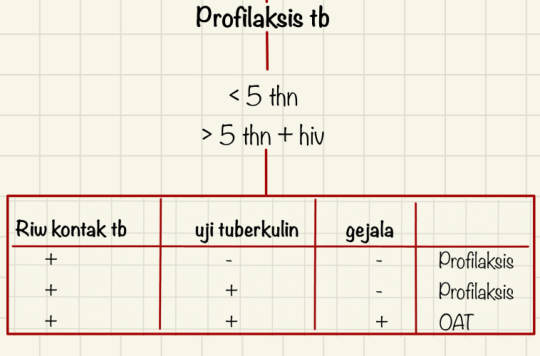 Profilaksis tb
< 5 thn
> 5 thn + hiv
Riw kontak tb uji tuberkulin gejala
+ - - Profilaksis
+ + - Profilaksis
+ + + OAT